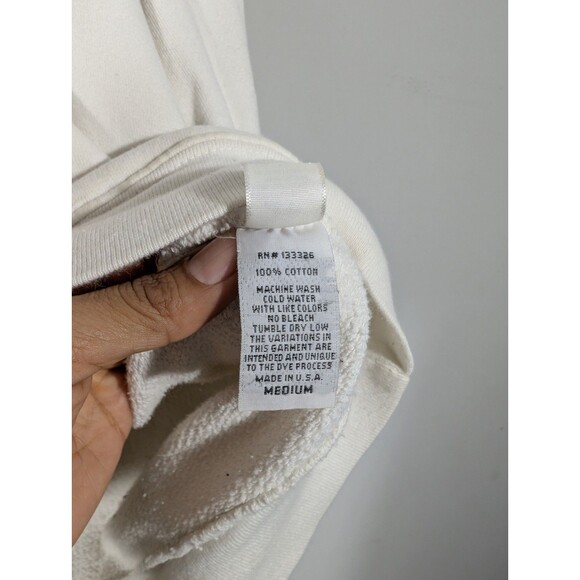 RN# 133326
100% COTTON
MACHINE WASH
COLD WATER
WITH LIKE COLORS
NO BLEACH
TUMBLE DRY LOW
THE VARIATIONS IN
THIS GARMENT ARE
INTENDED AND UNIQUE
TO THE DYE PROCESS
MADE IN U.S.A.
MEDIUM